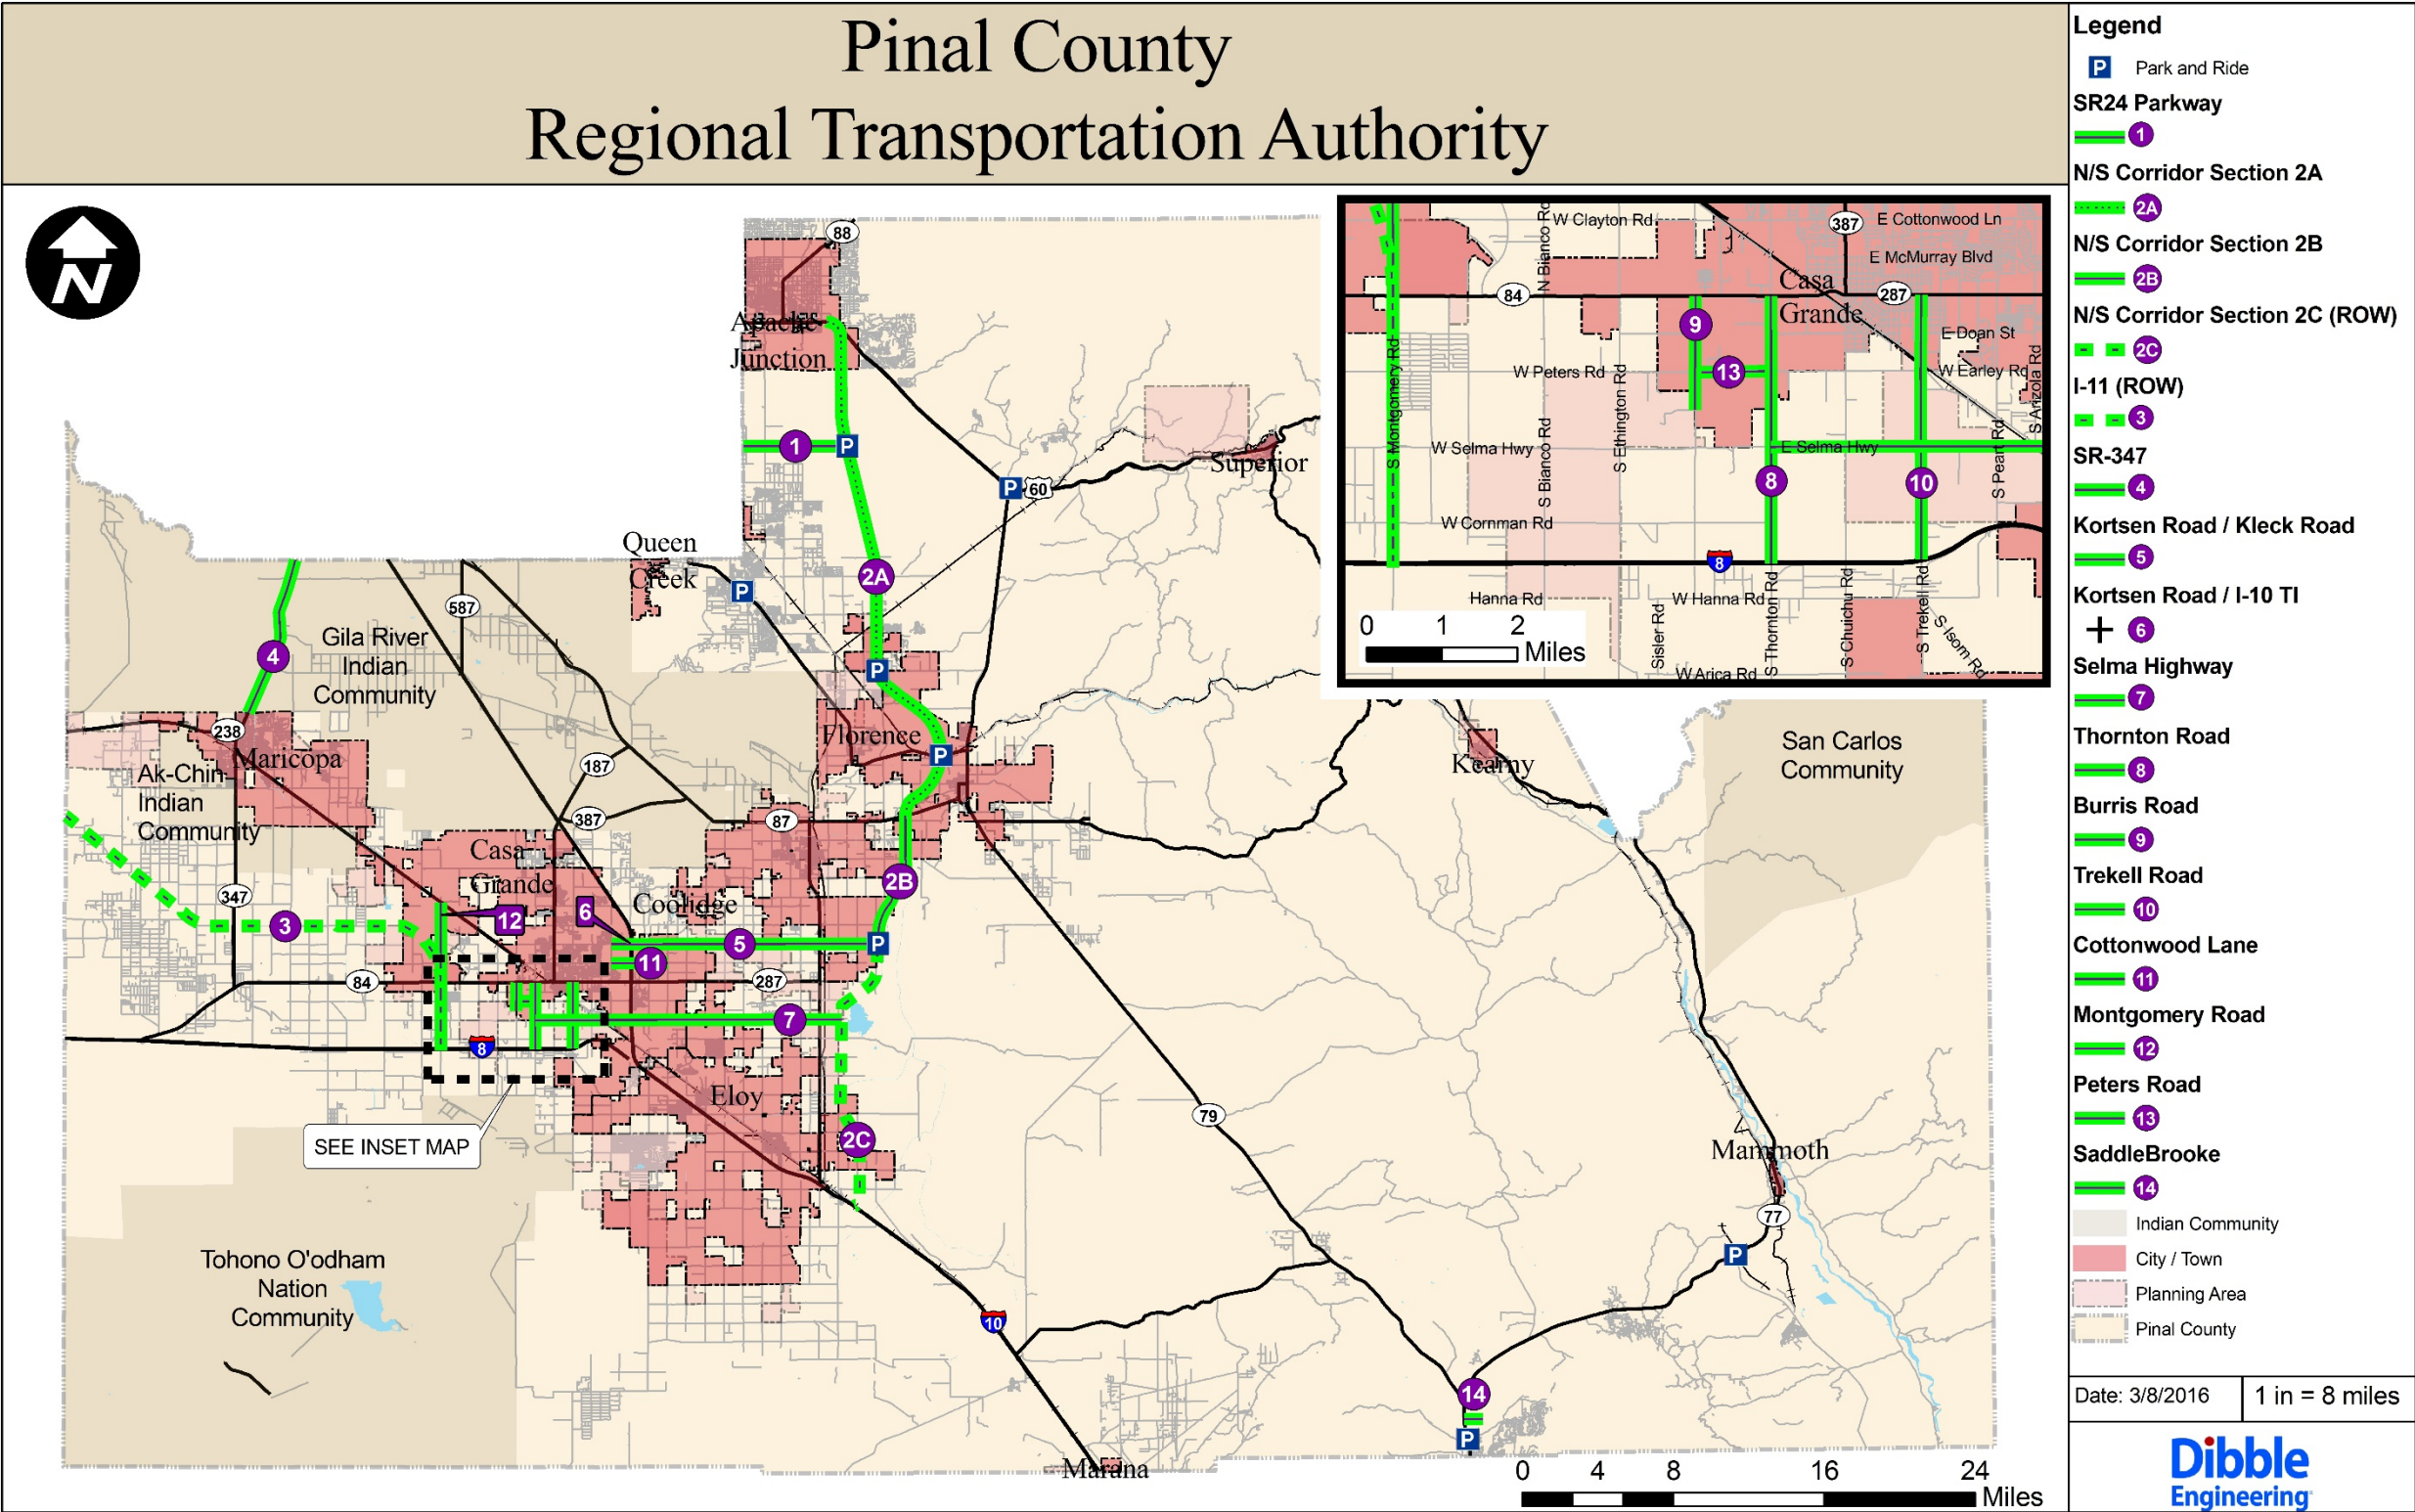 Pinal County
Regional Transportation Authority
N
88
Apache
Junction
1
P
P
60
Superior
Queen
Creek
P
2A
587
Gila River
Indian
Community
4
P
238
Maricopa
Florence
P
Ak-Chin
Indian
Community
187
387
87
Casa
Grande
347
Coolidge
2B
3
12
6
5
P
11
84
287
7
8
Eloy
2C
SEE INSET MAP
79
Tohono O'odham
Nation
Community
10
Marana
Kearny
San Carlos
Community
Mammoth
77
P
14
P
0 4 8 16 24
Miles
W Clayton Rd
N Bianco Rd
387
E Cottonwood Ln
E McMurray Blvd
Casa
Grande
84
287
9
E Doan St
S Montgomery Rd
W Peters Rd
S Ethington Rd
13
W Earley Rd
S Arizola Rd
W Selma Hwy
S Bianco Rd
E Selma Hwy
S Peart Rd
8
10
W Cornman Rd
8
Hanna Rd
W Hanna Rd
Sisler Rd
S Thornton Rd
S Chuichu Rd
S Trekell Rd
S Isom Rd
W Arica Rd
0 1 2
Miles
Legend
P Park and Ride
SR24 Parkway
1
N/S Corridor Section 2A
2A
N/S Corridor Section 2B
2B
N/S Corridor Section 2C (ROW)
2C
I-11 (ROW)
3
SR-347
4
Kortsen Road / Kleck Road
5
Kortsen Road / I-10 TI
6
Selma Highway
7
Thornton Road
8
Burris Road
9
Trekell Road
10
Cottonwood Lane
11
Montgomery Road
12
Peters Road
13
SaddleBrooke
14
Indian Community
City / Town
Planning Area
Pinal County
Date: 3/8/2016
1 in = 8 miles
Dibble
Engineering